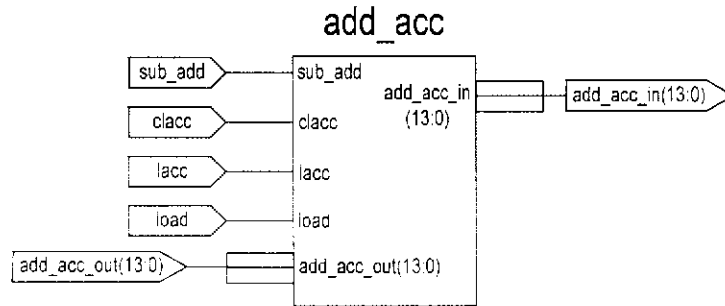 add_acc
sub_add
sub_add
add_acc_in
(13:0)
add_acc_in(13:0)
clacc
clacc
lacc
lacc
load
load
add_acc_out(13:0)
add_acc_out(13:0)